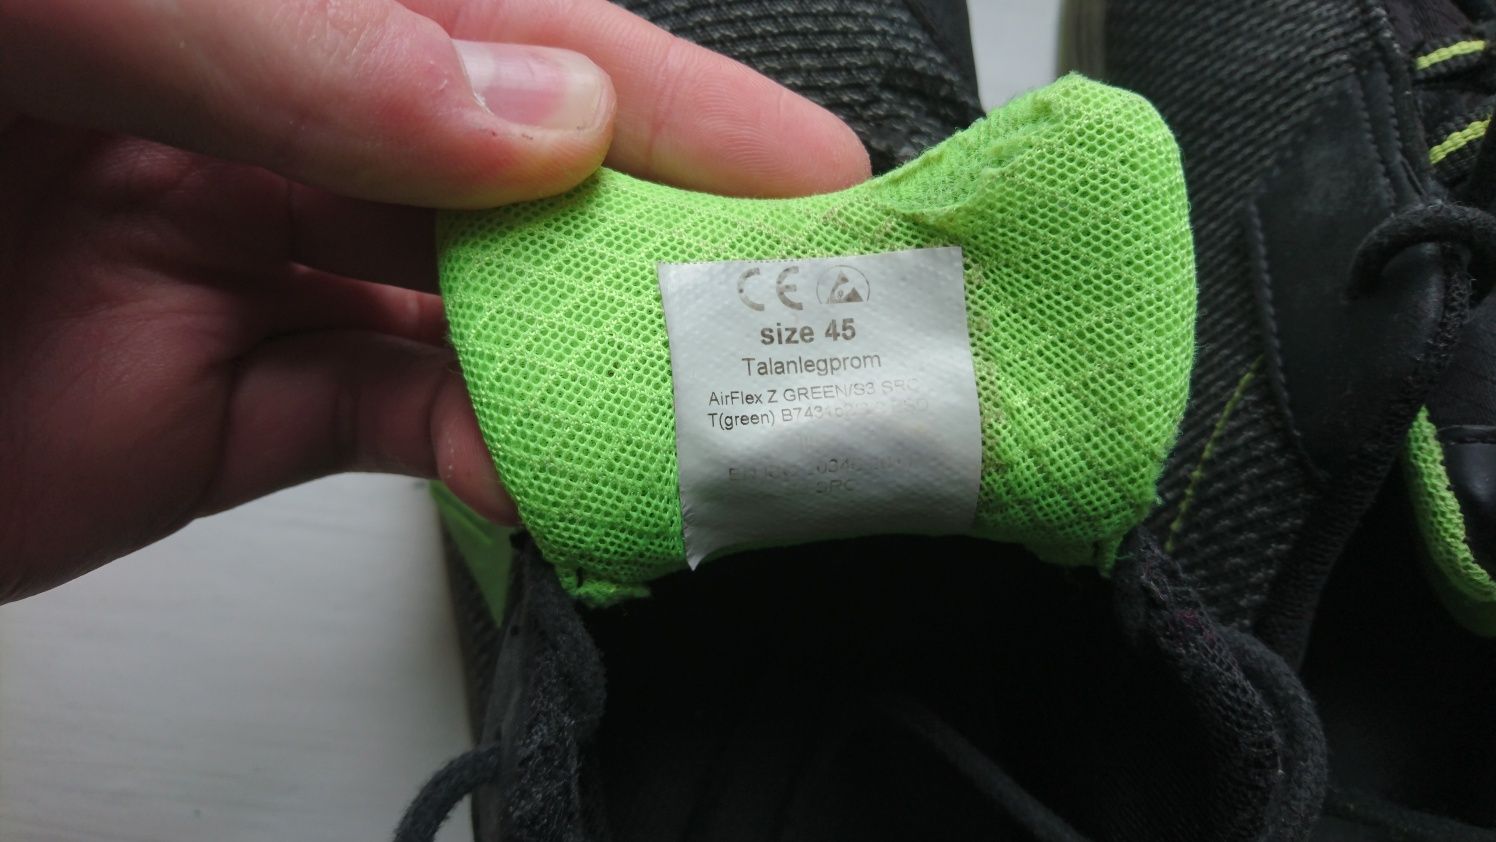 CE
size 45
Talanlegprom
AirFlex Z GREEN/S3 SRC
T(green)
SRC